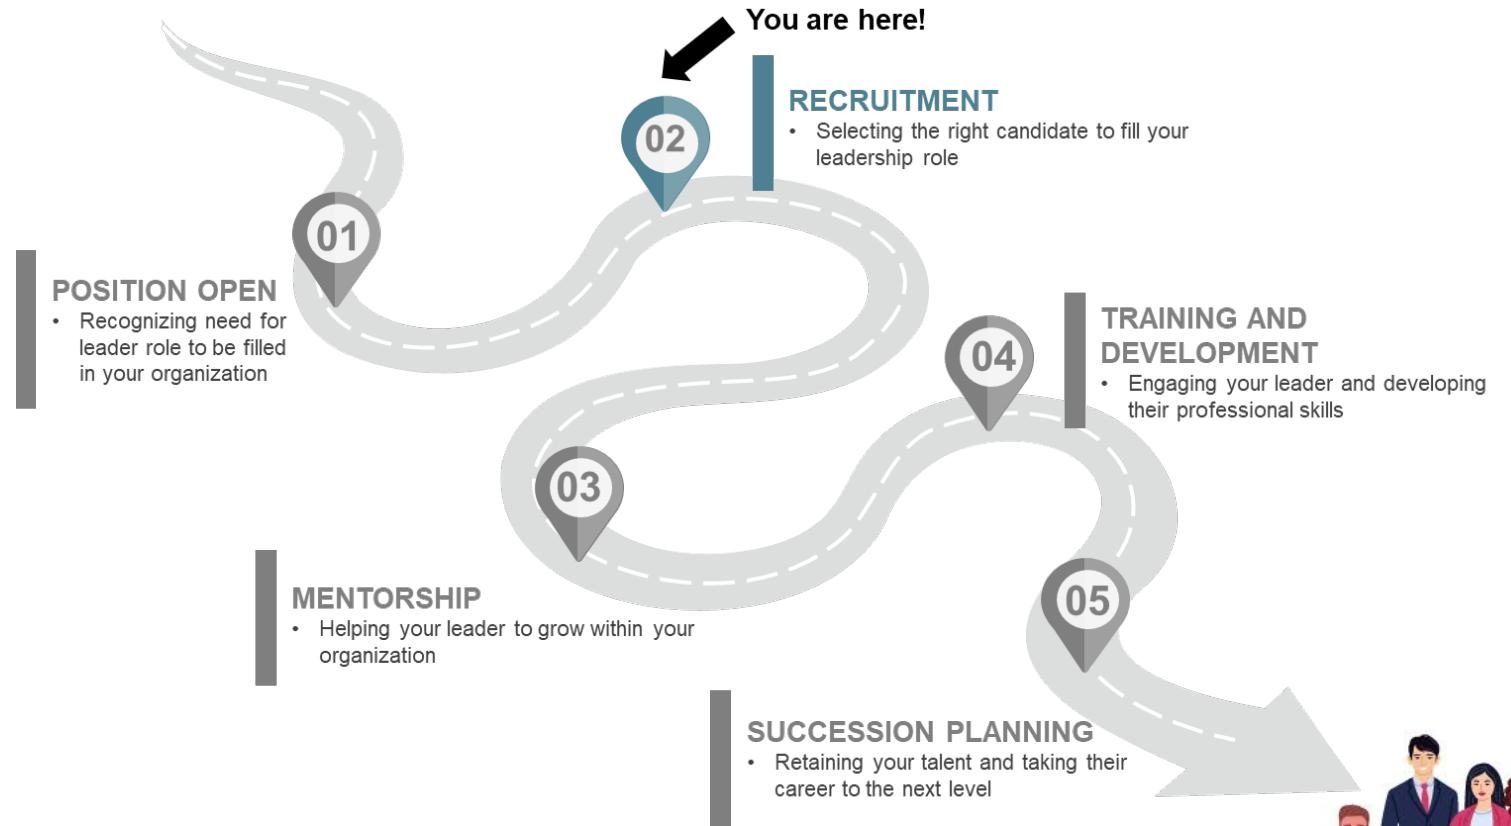 You are here!
02
RECRUITMENT
• Selecting the right candidate to fill your
leadership role
01
POSITION OPEN
• Recognizing need for
leader role to be filled
in your organization
04
TRAINING AND
DEVELOPMENT
• Engaging your leader and developing
their professional skills
03
MENTORSHIP
• Helping your leader to grow within your
organization
05
SUCCESSION PLANNING
• Retaining your talent and taking their
career to the next level